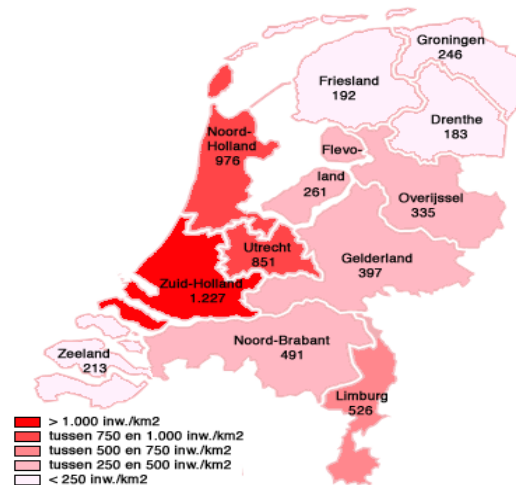 Groningen
246
Friesland
192
Drenthe
183
Noord-
Holland
976
Flevo-
land
261
Overijssel
335
Utrecht
851
Gelderland
397
Zuid-Holland
1.227
Noord-Brabant
491
Zeeland
213
Limburg
526
> 1.000 inw./km2
tussen 750 en 1.000 inw./km2
tussen 500 en 750 inw./km2
tussen 250 en 500 inw./km2
< 250 inw./km2